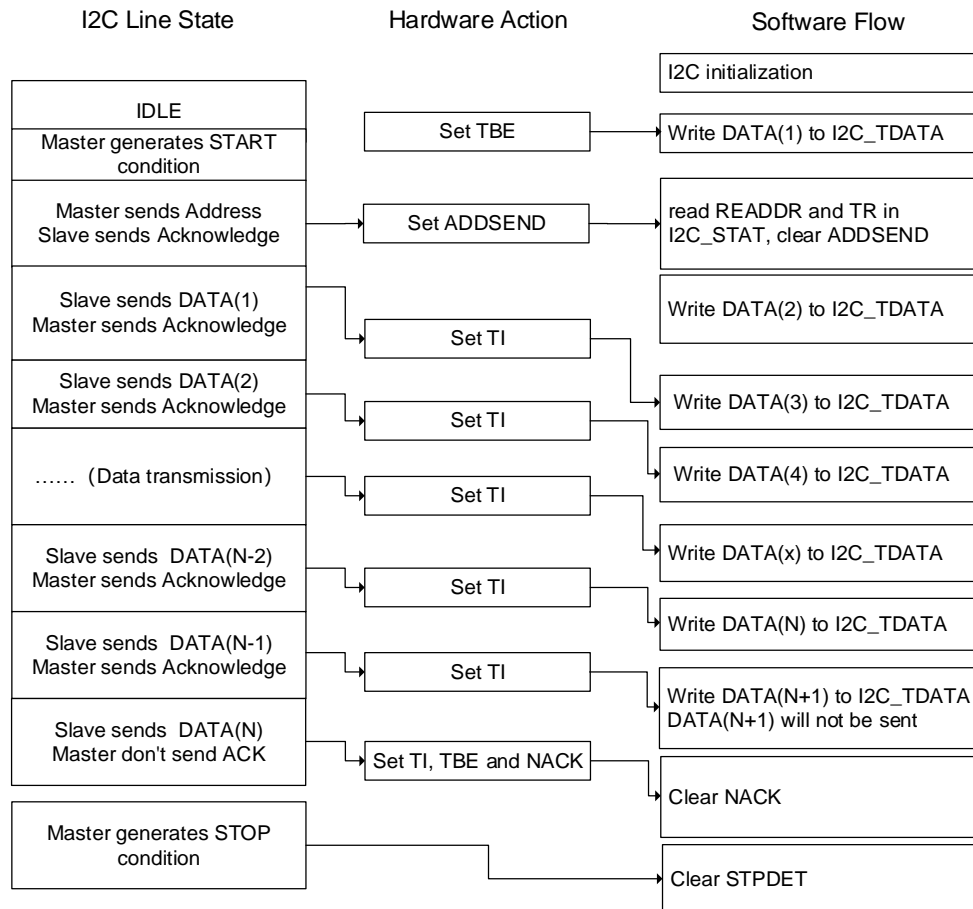 I2C Line State
Hardware Action
Software Flow
I2C initialization
IDLE
Set TBE
Write DATA(1) to I2C_TDATA
Master generates START
condition
Master sends Address
Slave sends Acknowledge
Set ADDSEND
read READDR and TR in
I2C_STAT, clear ADDSEND
Slave sends DATA(1)
Master sends Acknowledge
Write DATA(2) to I2C_TDATA
Set TI
Slave sends DATA(2)
Master sends Acknowledge
Write DATA(3) to I2C_TDATA
Set TI
…… (Data transmission)
Write DATA(4) to I2C_TDATA
Set TI
Slave sends DATA(N-2)
Master sends Acknowledge
Write DATA(x) to I2C_TDATA
Set TI
Write DATA(N) to I2C_TDATA
Slave sends DATA(N-1)
Master sends Acknowledge
Set TI
Write DATA(N+1) to I2C_TDATA
DATA(N+1) will not be sent
Slave sends DATA(N)
Master don't send ACK
Set TI, TBE and NACK
Clear NACK
Master generates STOP
condition
Clear STPDET